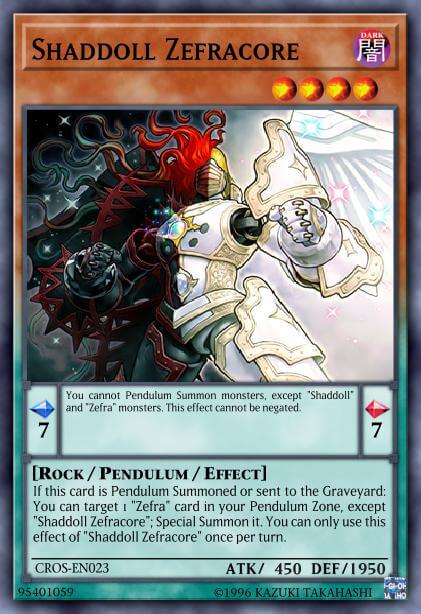 SHADDOLL ZEFRACORE
DARK
闇
You cannot Pendulum Summon monsters, except "Shaddoll"
and "Zefra" monsters. This effect cannot be negated.
7
7
[ROCK / PENDULUM / EFFECT]
If this card is Pendulum Summoned or sent to the Graveyard:
You can target 1 "Zefra" card in your Pendulum Zone, except
"Shaddoll Zefracore"; Special Summon it. You can only use this
effect of "Shaddoll Zefracore" once per turn.
CROS-EN023
ATK/ 450 DEF/1950
95401059
©1996 KAZUKI TAKAHASHI